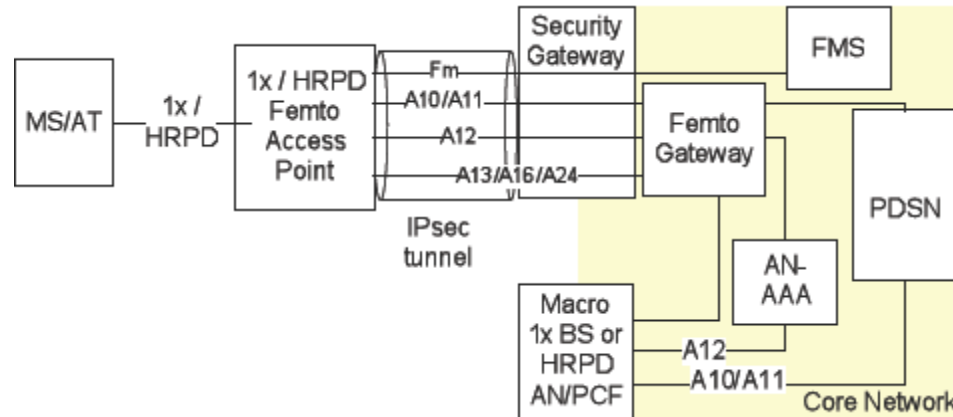 MS/AT
1x /
HRPD
1x / HRPD
Femto
Access
Point
Fm
A10/A11
A12
A13/A16/A24
IPsec
tunnel
Security
Gateway
Femto
Gateway
FMS
PDSN
AN-
AAA
Macro
1x BS or
HRPD
AN/PCF
A12
A10/A11
Core Network